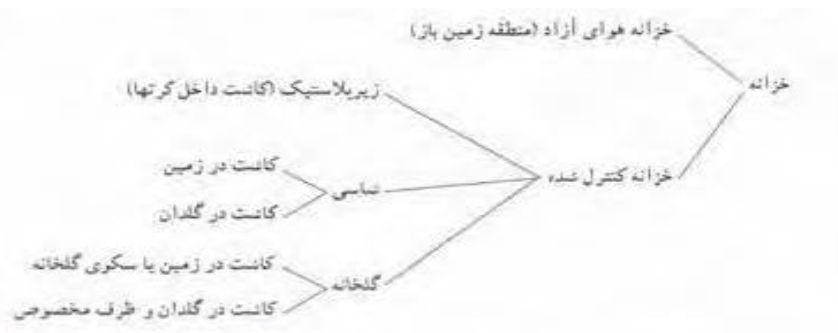 خزانه هوای آزاد (منطقه زمین باز)
خزانه
زیرپلاستیک (کاشت داخل کرتها)
خزانه کنترل شده
کاشت در زمین
شاسی
کاشت در گلدان
کاشت در زمین یا سکوی گلخانه
گلخانه
کاشت در گلدان و ظرف مخصوص